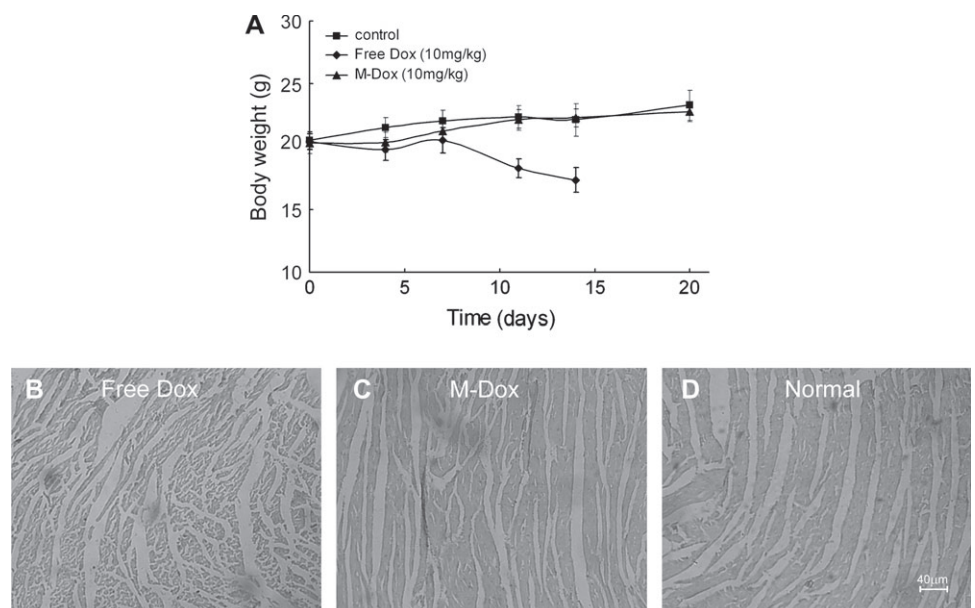 A
control
Free Dox (10mg/kg)
M-Dox (10mg/kg)
Body weight (g)
30
25
20
15
10
0 5 10 15 20
Time (days)
B Free Dox
C M-Dox
D Normal
40μm